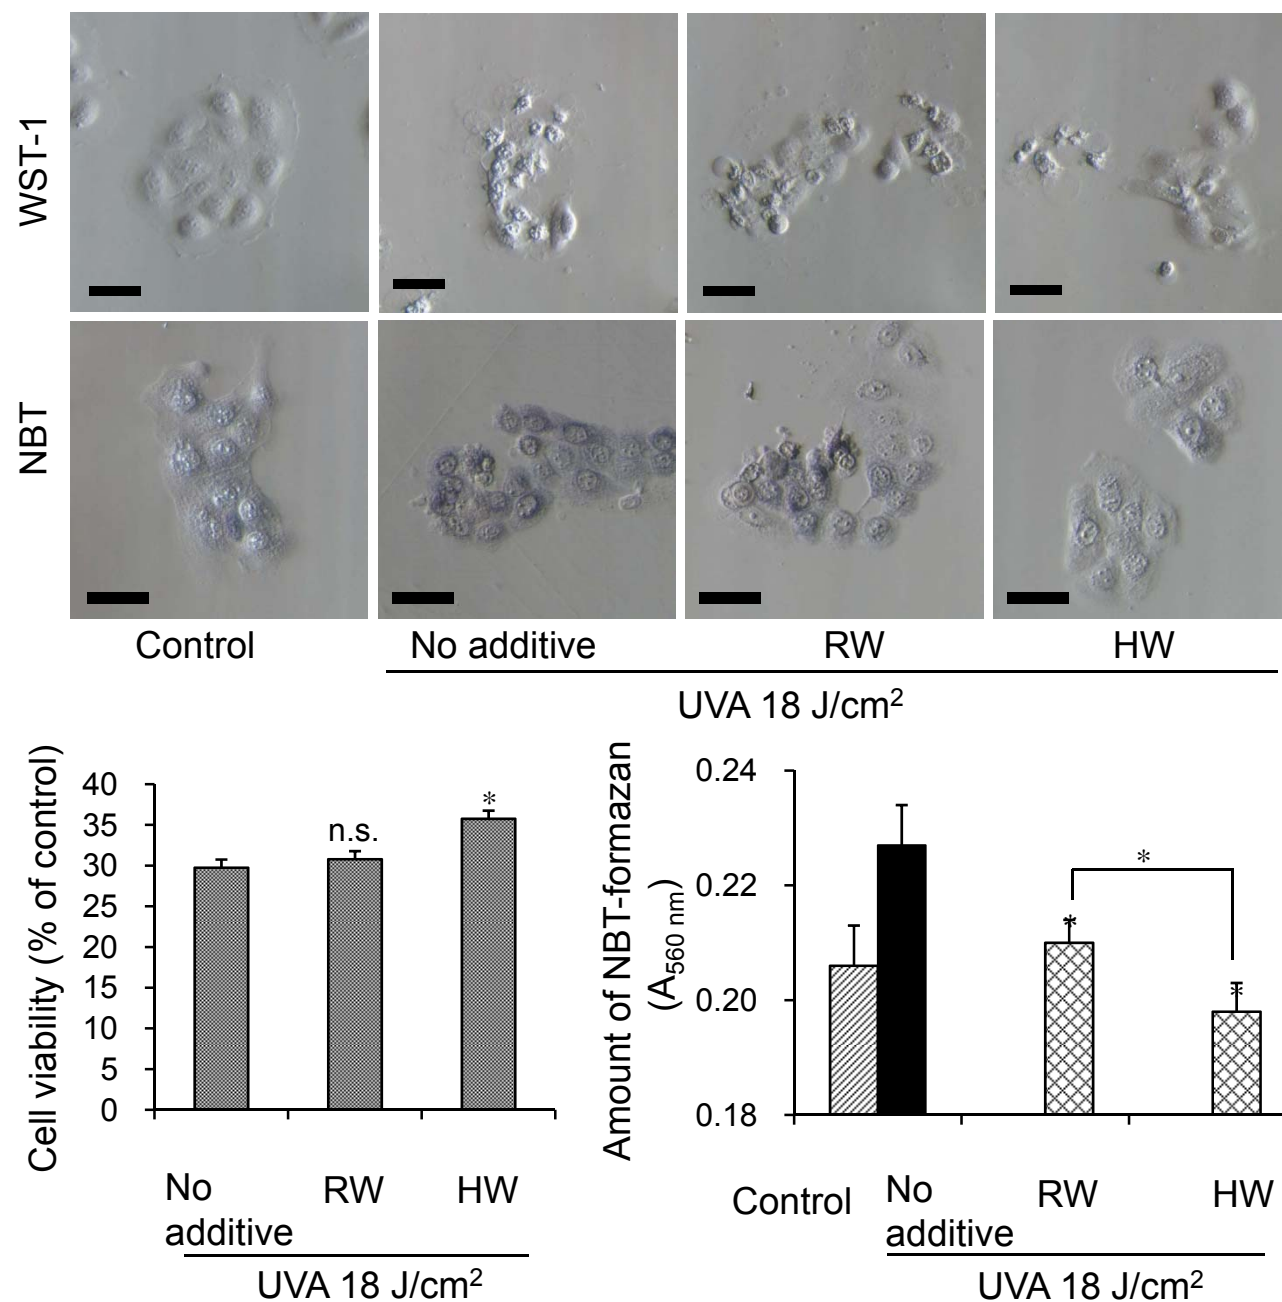 WST-1
NBT
Control
No additive
RW
HW
UVA 18 J/cm²
Cell viability (% of control)
40
35
30
25
20
15
10
5
0
n.s.
*
No
additive
RW
HW
UVA 18 J/cm²
Amount of NBT-formazan
(A560 nm)
0.24
0.22
0.20
0.18
*
*
*
Control
No
additive
RW
HW
UVA 18 J/cm²